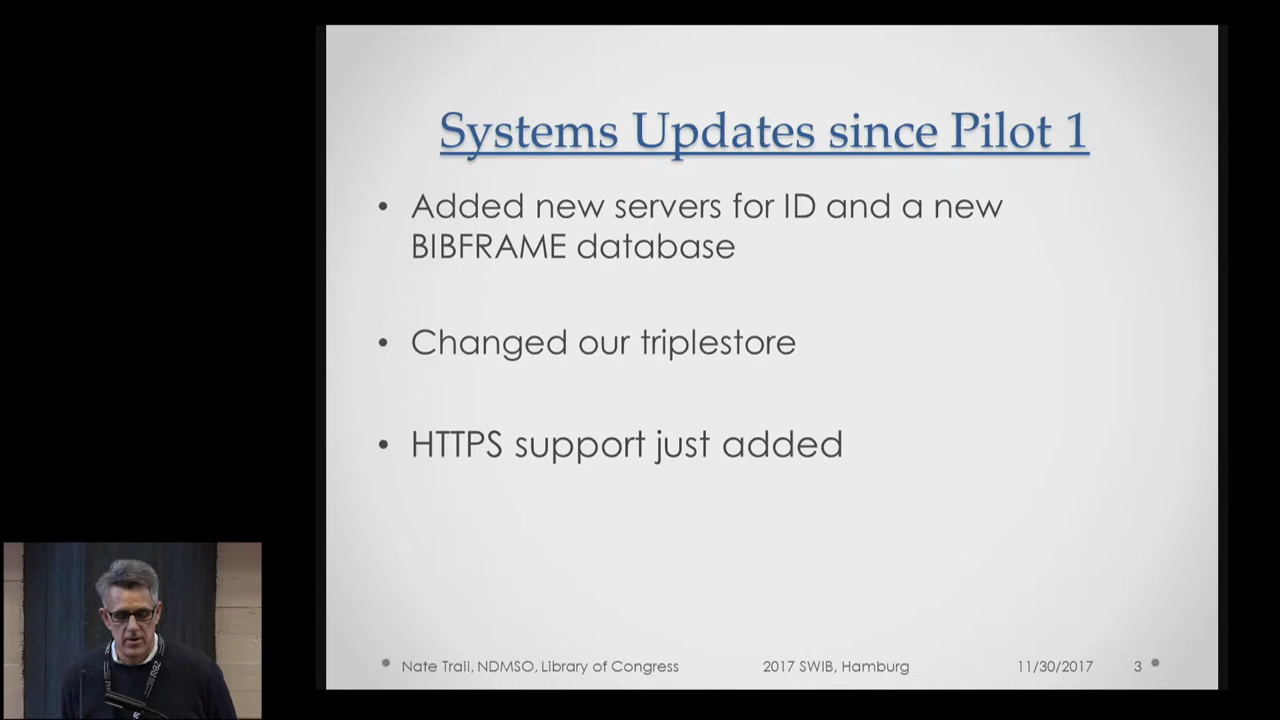 Systems Updates since Pilot 1
• Added new servers for ID and a new
BIBFRAME database
• Changed our triplestore
• HTTPS support just added
Nate Trail, NDMSO, Library of Congress
2017 SWIB, Hamburg
11/30/2017
3